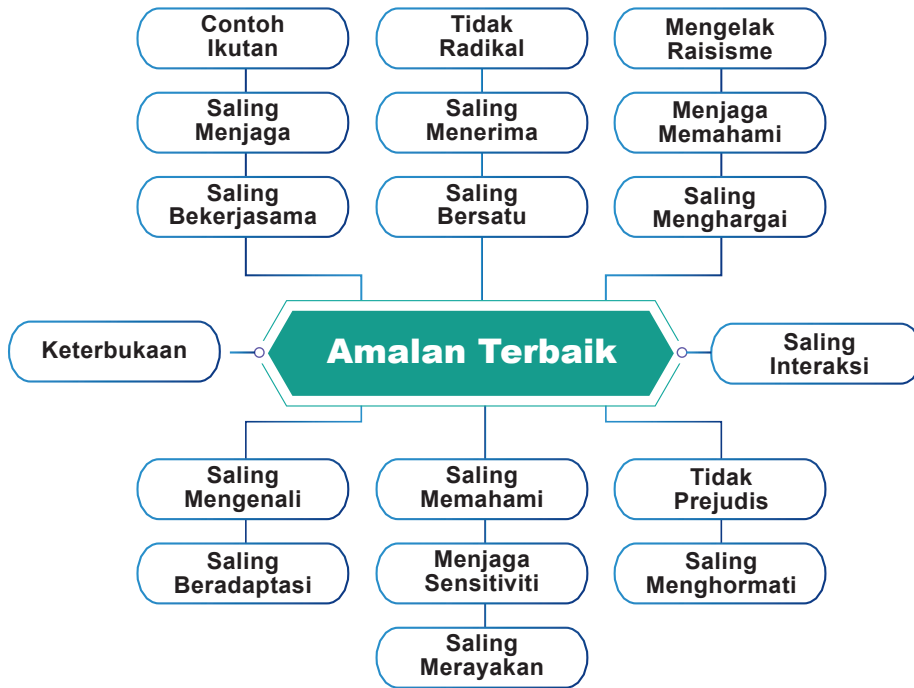 Contoh
Ikutan
Tidak
Radikal
Mengelak
Raisisme
Saling
Menjaga
Saling
Menerima
Menjaga
Memahami
Saling
Bekerjasama
Saling
Bersatu
Saling
Menghargai
Keterbukaan
Amalan Terbaik
Saling
Interaksi
Saling
Mengenali
Saling
Memahami
Tidak
Prejudis
Saling
Beradaptasi
Menjaga
Sensitiviti
Saling
Menghormati
Saling
Merayakan